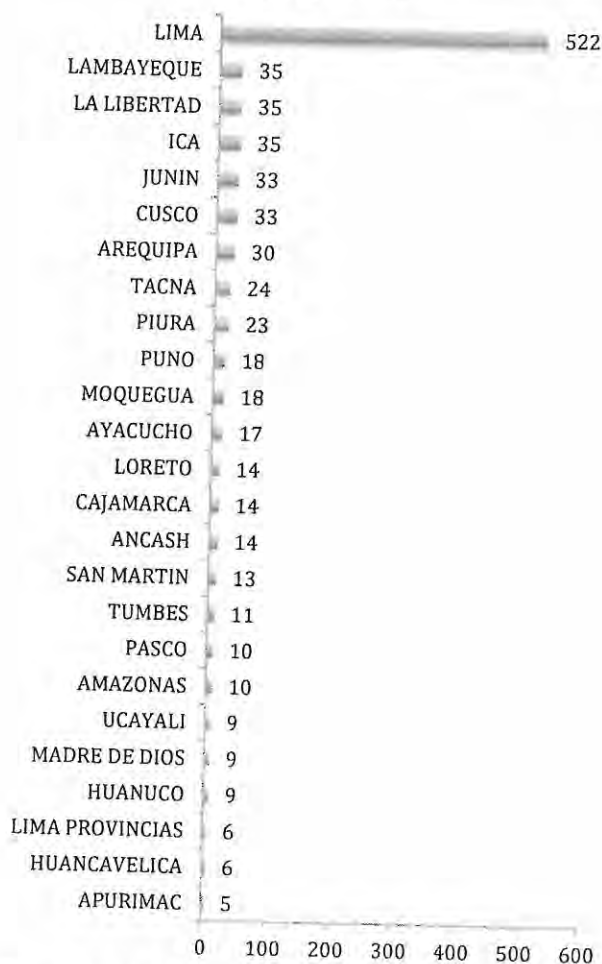 LIMA 522
LAMBAYEQUE 35
LA LIBERTAD 35
ICA 35
JUNIN 33
CUSCO 33
AREQUIPA 30
TACNA 24
PIURA 23
PUNO 18
MOQUEGUA 18
AYACUCHO 17
LORETO 14
CAJAMARCA 14
ANCASH 14
SAN MARTIN 13
TUMBES 11
PASCO 10
AMAZONAS 10
UCAYALI 9
MADRE DE DIOS 9
HUANUCO 9
LIMA PROVINCIAS 6
HUANCAVELICA 6
APURIMAC 5
0 100 200 300 400 500 600